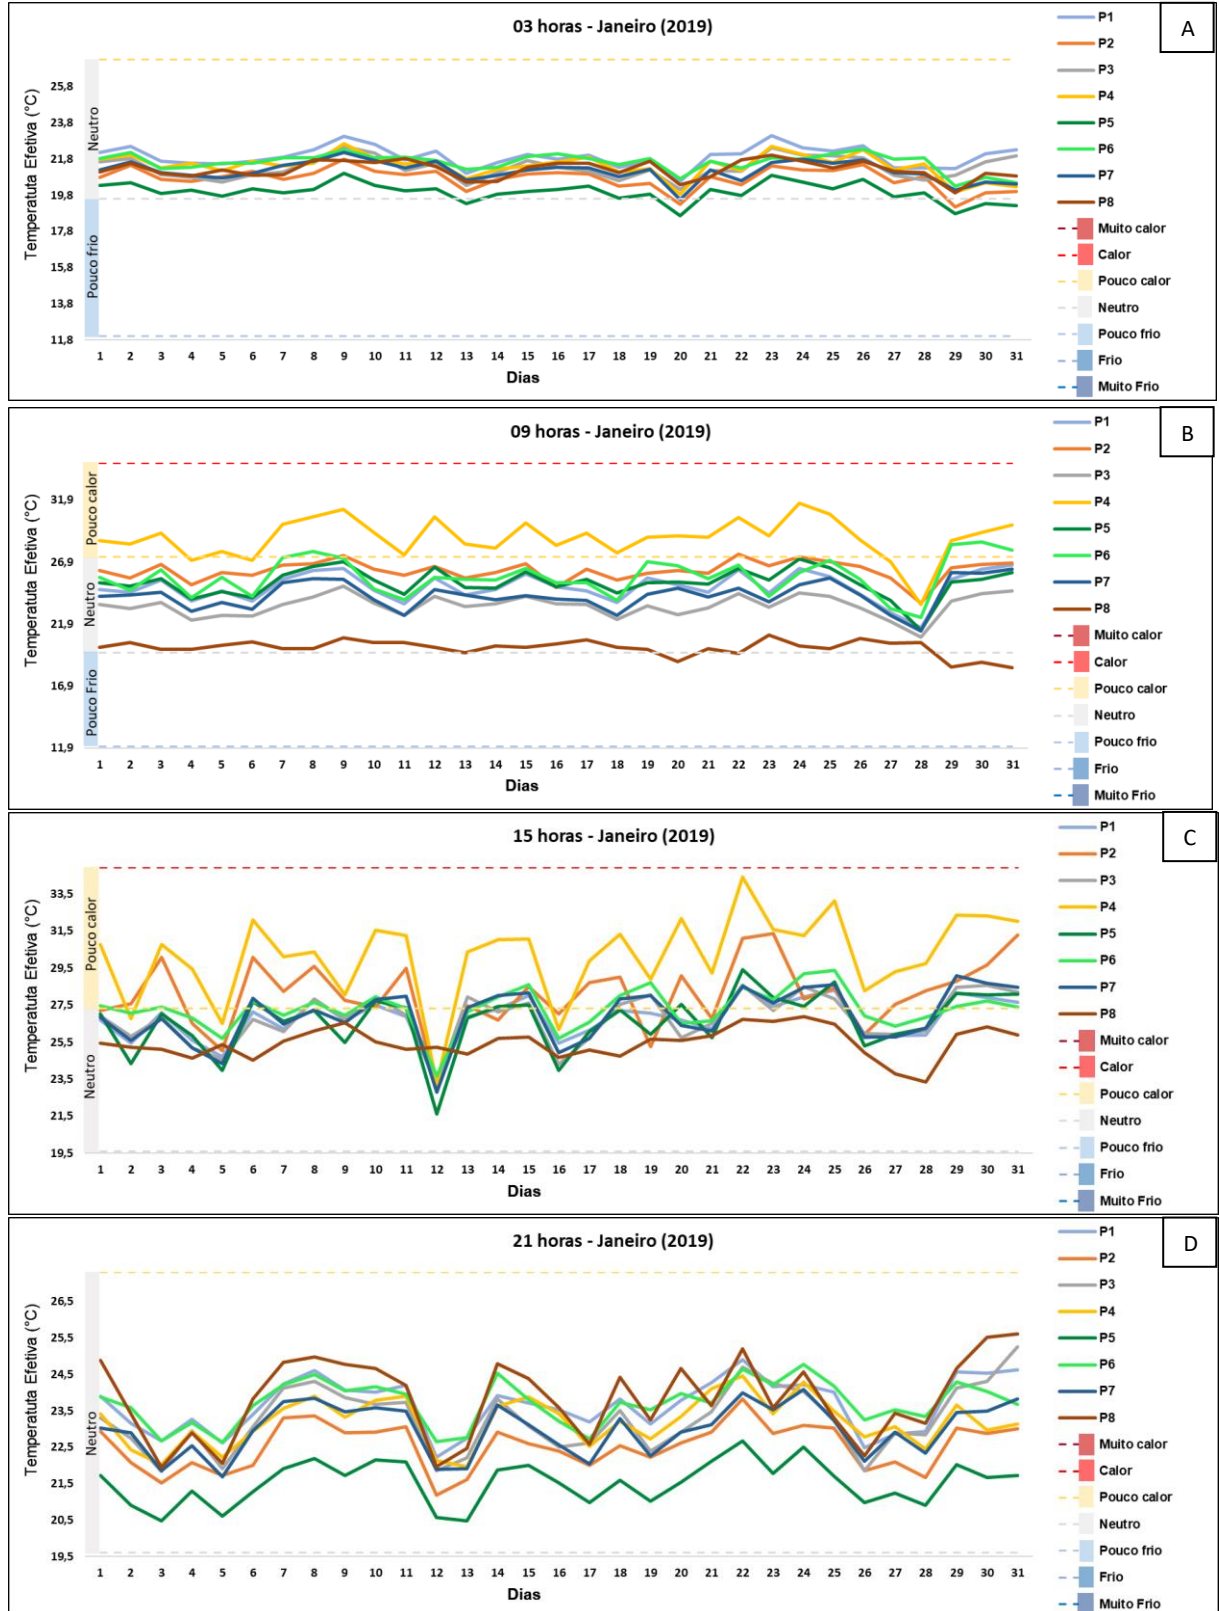 03 horas - Janeiro (2019)
A
Temperatuta Efetiva (°C)
25,8
23,8
21,8
19,8
17,8
15,8
13,8
11,8
Neutro
Pouco frio
1 2 3 4 5 6 7 8 9 10 11 12 13 14 15 16 17 18 19 20 21 22 23 24 25 26 27 28 29 30 31
Dias
P1
P2
P3
P4
P5
P6
P7
P8
Muito calor
Calor
Pouco calor
Neutro
Pouco frio
Frio
Muito Frio
09 horas - Janeiro (2019)
B
Temperatuta Efetiva (°C)
31,9
26,9
21,9
16,9
11,9
Pouco calor
Neutro
Pouco Frio
1 2 3 4 5 6 7 8 9 10 11 12 13 14 15 16 17 18 19 20 21 22 23 24 25 26 27 28 29 30 31
Dias
P1
P2
P3
P4
P5
P6
P7
P8
Muito calor
Calor
Pouco calor
Neutro
Pouco frio
Frio
Muito Frio
15 horas - Janeiro (2019)
C
Temperatuta Efetiva (°C)
33,5
31,5
29,5
27,5
25,5
23,5
21,5
19,5
Pouco calor
Neutro
1 2 3 4 5 6 7 8 9 10 11 12 13 14 15 16 17 18 19 20 21 22 23 24 25 26 27 28 29 30 31
Dias
P1
P2
P3
P4
P5
P6
P7
P8
Muito calor
Calor
Pouco calor
Neutro
Pouco frio
Frio
Muito Frio
21 horas - Janeiro (2019)
D
Temperatuta Efetiva (°C)
26,5
25,5
24,5
23,5
22,5
21,5
20,5
19,5
Neutro
1 2 3 4 5 6 7 8 9 10 11 12 13 14 15 16 17 18 19 20 21 22 23 24 25 26 27 28 29 30 31
Dias
P1
P2
P3
P4
P5
P6
P7
P8
Muito calor
Calor
Pouco calor
Neutro
Pouco frio
Frio
Muito Frio